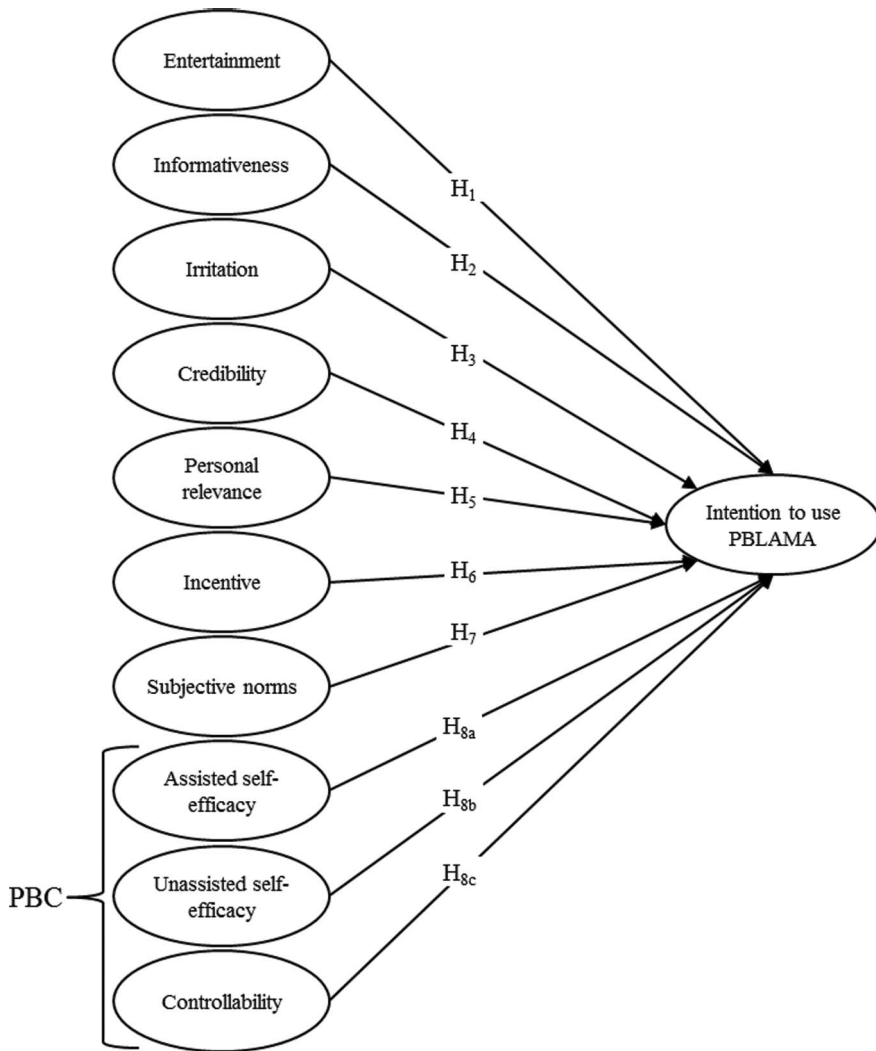 Entertainment
Informativeness
Irritation
Credibility
Personal
relevance
Incentive
Subjective norms
Assisted self-
efficacy
Unassisted self-
efficacy
Controllability
PBC
H₁
H₂
H₃
H₄
H₅
H₆
H₇
H₈ₐ
H8b
H8c
Intention to use
PBLAMA